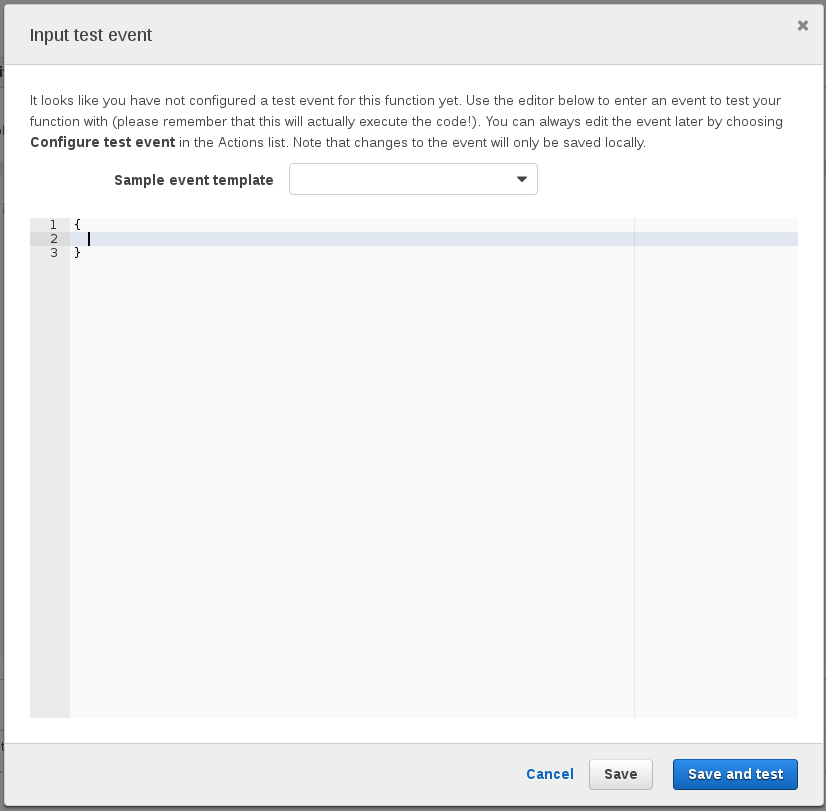 Input test event
It looks like you have not configured a test event for this function yet. Use the editor below to enter an event to test your
function with (please remember that this will actually execute the code!). You can always edit the event later by choosing
Configure test event in the Actions list. Note that changes to the event will only be saved locally.
Sample event template
1 {
2
3 }
Cancel Save Save and test